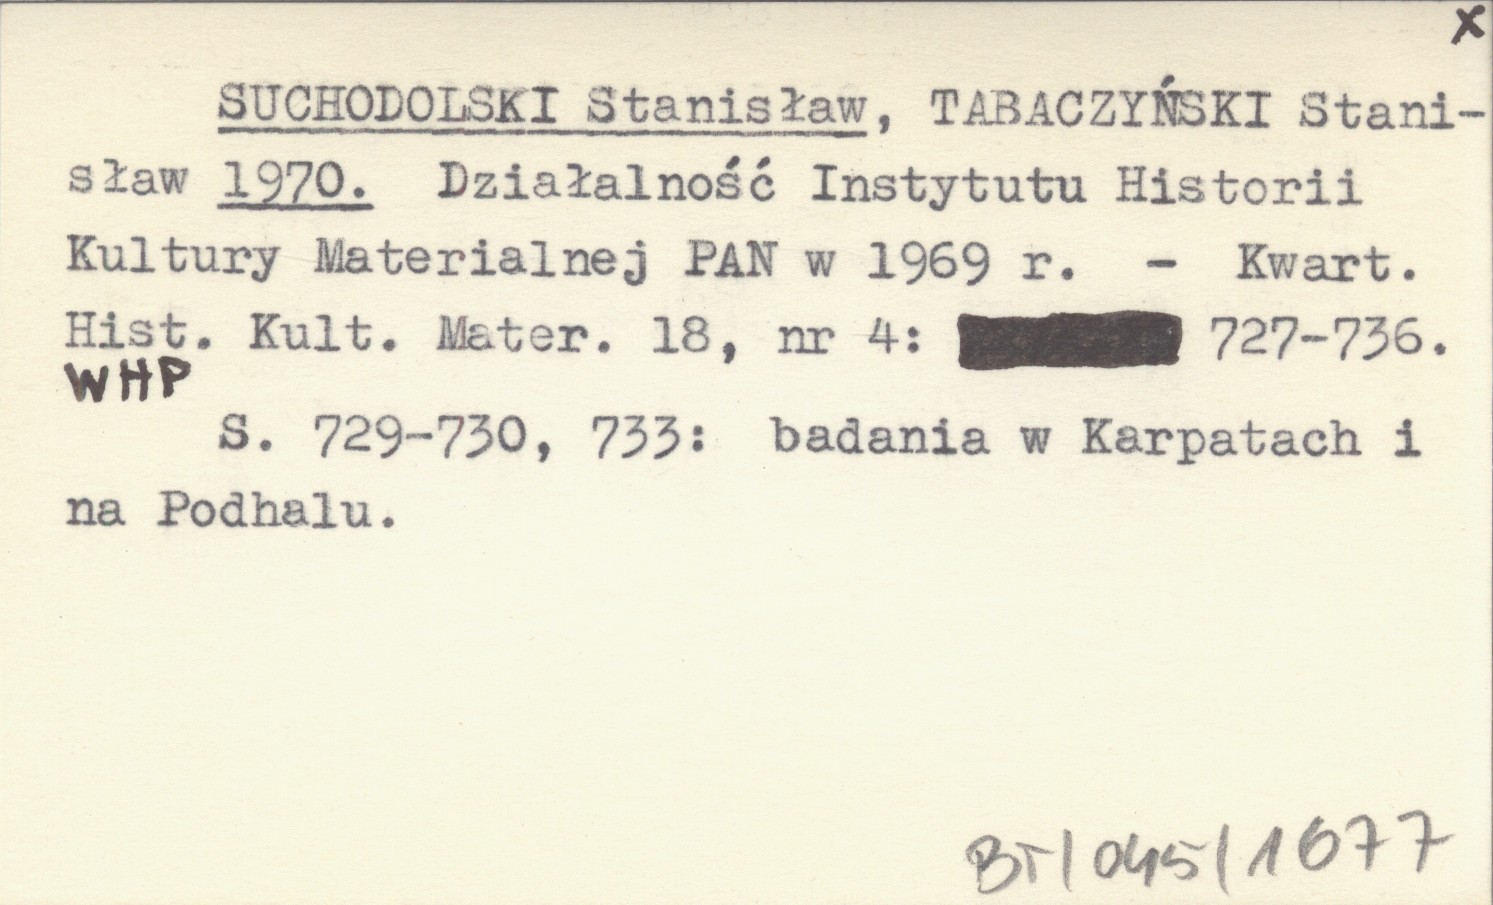 x
SUCHODOLSKI Stanisław, TABACZYŃSKI Stani-
sław 1970. Działalność Instytutu Historii
Kultury Materialnej PAN w 1969 r. - Kwart.
Hist. Kult. Mater. 18, nr 4: 727-736.
WHP
S. 729-730, 733: badania w Karpatach i
na Podhalu.
BT/045/1677